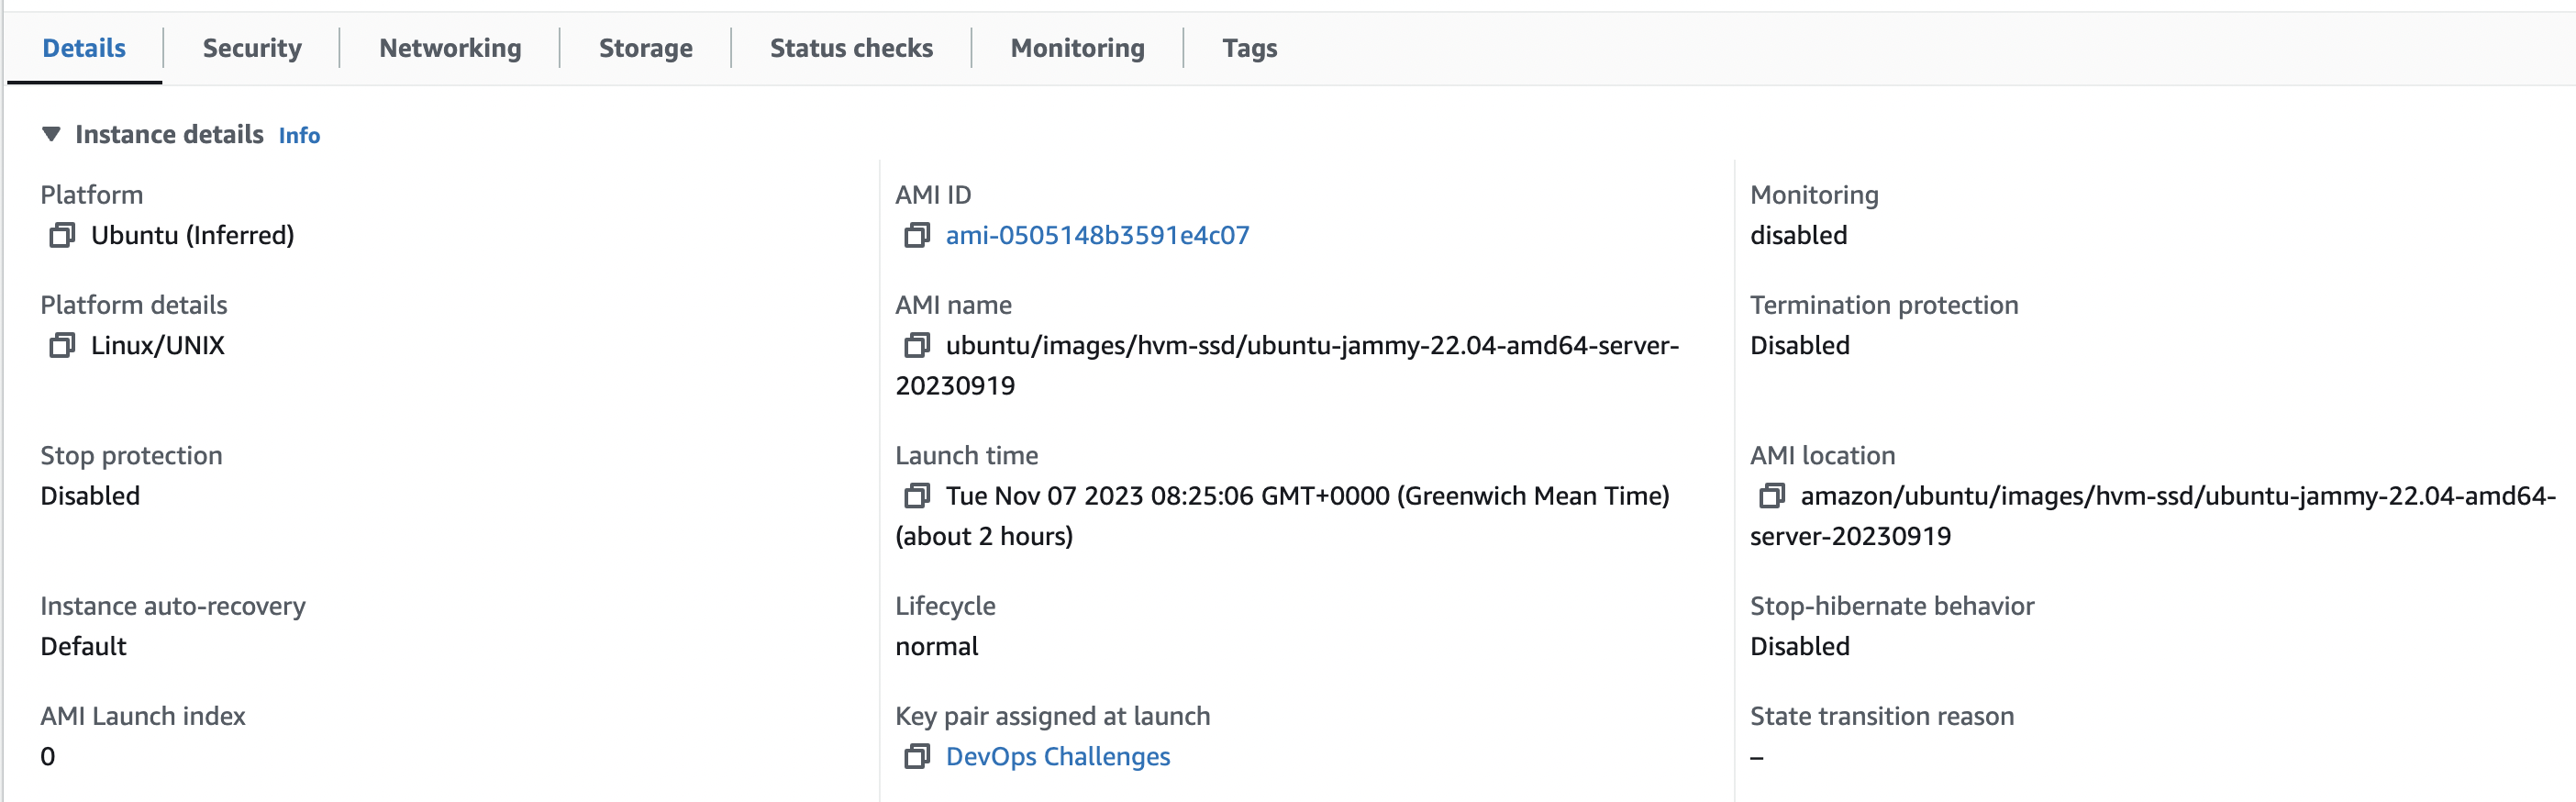 Details
Security
Networking
Storage
Status checks
Monitoring
Tags
Instance details Info
Platform
Ubuntu (Inferred)
AMI ID
ami-0505148b3591e4c07
Monitoring
disabled
Platform details
Linux/UNIX
AMI name
ubuntu/images/hvm-ssd/ubuntu-jammy-22.04-amd64-server-
20230919
Termination protection
Disabled
Stop protection
Disabled
Launch time
Tue Nov 07 2023 08:25:06 GMT+0000 (Greenwich Mean Time)
(about 2 hours)
AMI location
amazon/ubuntu/images/hvm-ssd/ubuntu-jammy-22.04-amd64-
server-20230919
Instance auto-recovery
Default
Lifecycle
normal
Stop-hibernate behavior
Disabled
AMI Launch index
0
Key pair assigned at launch
DevOps Challenges
State transition reason
–